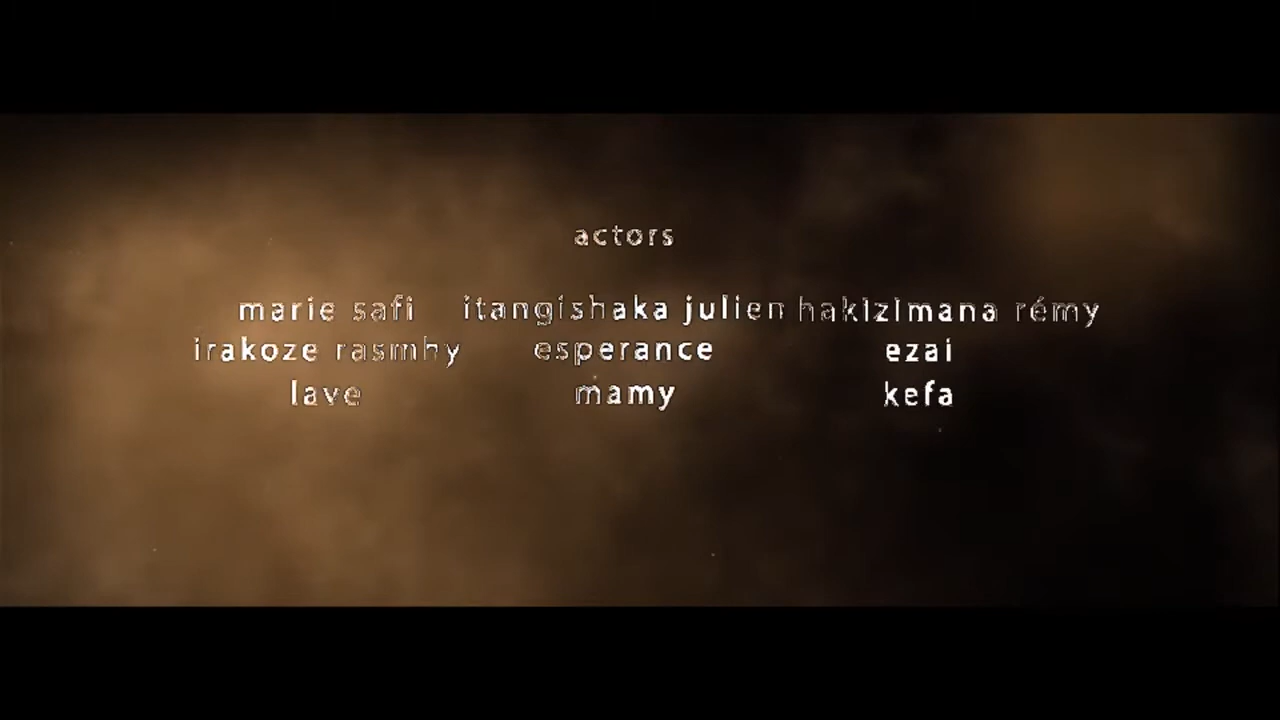 actors
marie safi itangishaka julien hakizimana rémy
irakoze rasmhy esperance ezai
lave mamy kefa